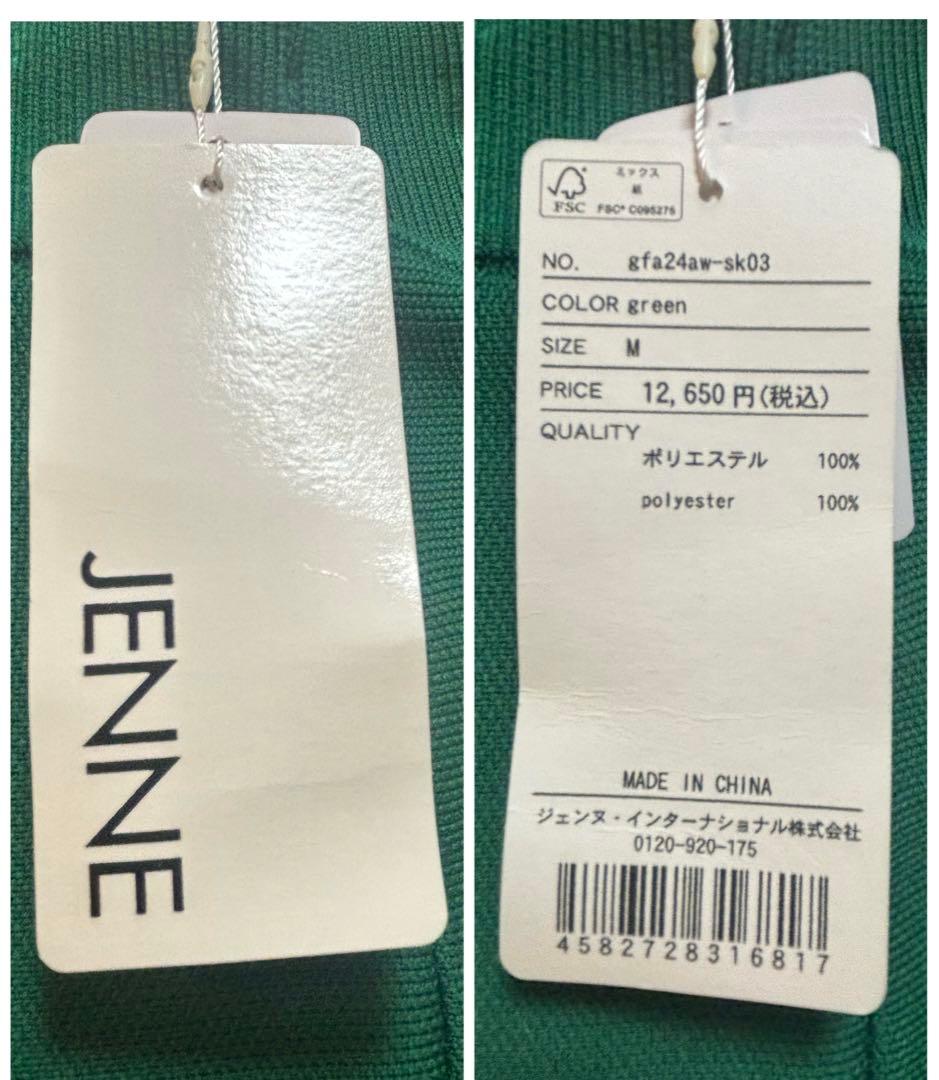 JENNE
ミックス
紙
FSC
FSC® C095275
NO. gfa24aw-sk03
COLOR green
SIZE M
PRICE 12,650円(税込)
QUALITY
ポリエステル 100%
polyester 100%
MADE IN CHINA
ジェンヌ・インターナショナル株式会社
0120-920-175
4582728316817